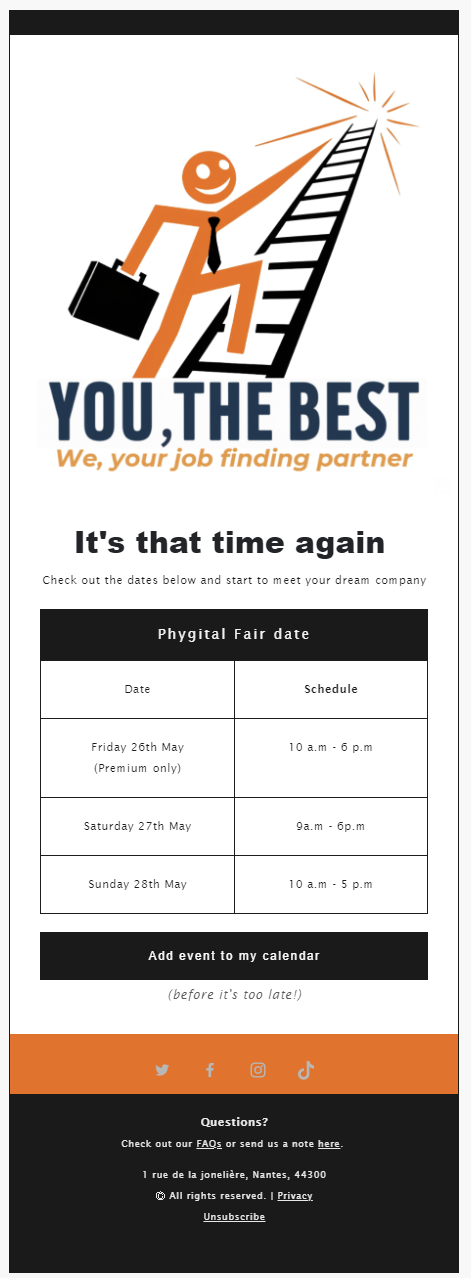 YOU, THE BEST
We, your job finding partner
It's that time again
Check out the dates below and start to meet your dream company
Phygital Fair date
Date Schedule
Friday 26th May 10 a.m - 6 p.m
(Premium only)
Saturday 27th May 9a.m - 6p.m
Sunday 28th May 10 a.m - 5 p.m
Add event to my calendar
(before it's too late!)
Questions?
Check out our FAQs or send us a note here.
1 rue de la jonelière, Nantes, 44300
© All rights reserved. | Privacy
Unsubscribe